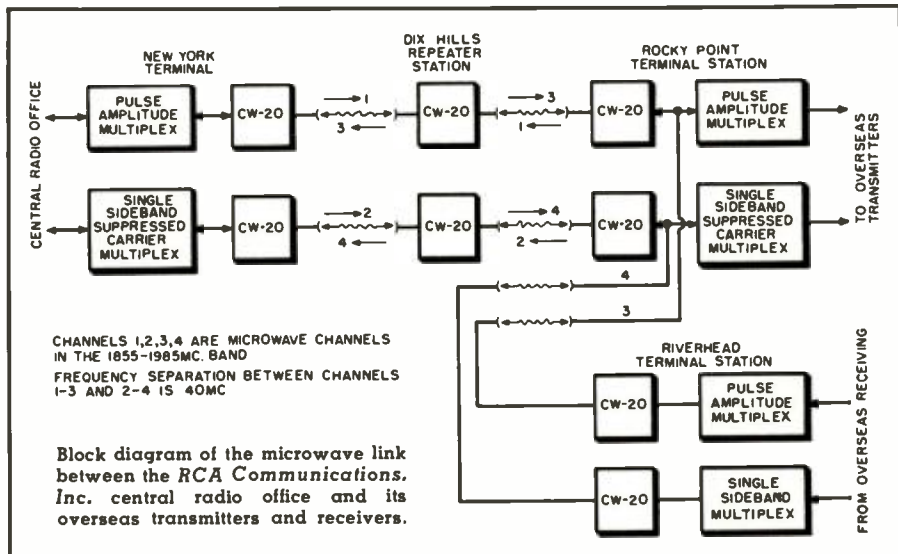 NEW YORK
TERMINAL
DIX HILLS
REPEATER
STATION
ROCKY POINT
TERMINAL STATION
CENTRAL RADIO OFFICE
PULSE
AMPLITUDE
MULTIPLEX
CW-20
1
3
CW-20
3
1
CW-20
PULSE
AMPLITUDE
MULTIPLEX
TO OVERSEAS
TRANSMITTERS
SINGLE
SIDEBAND
SUPPRESSED
CARRIER
MULTIPLEX
CW-20
2
4
CW-20
4
2
CW-20
SINGLE
SIDEBAND
SUPPRESSED
CARRIER
MULTIPLEX
4
3
CHANNELS 1,2,3,4 ARE MICROWAVE CHANNELS
IN THE 1855-1985MC. BAND
FREQUENCY SEPARATION BETWEEN CHANNELS
1-3 AND 2-4 IS 40MC
RIVERHEAD
TERMINAL STATION
CW-20
PULSE
AMPLITUDE
MULTIPLEX
FROM OVERSEAS RECEIVING
CW-20
SINGLE
SIDEBAND
MULTIPLEX
Block diagram of the microwave link
between the RCA Communications,
Inc. central radio office and its
overseas transmitters and receivers.